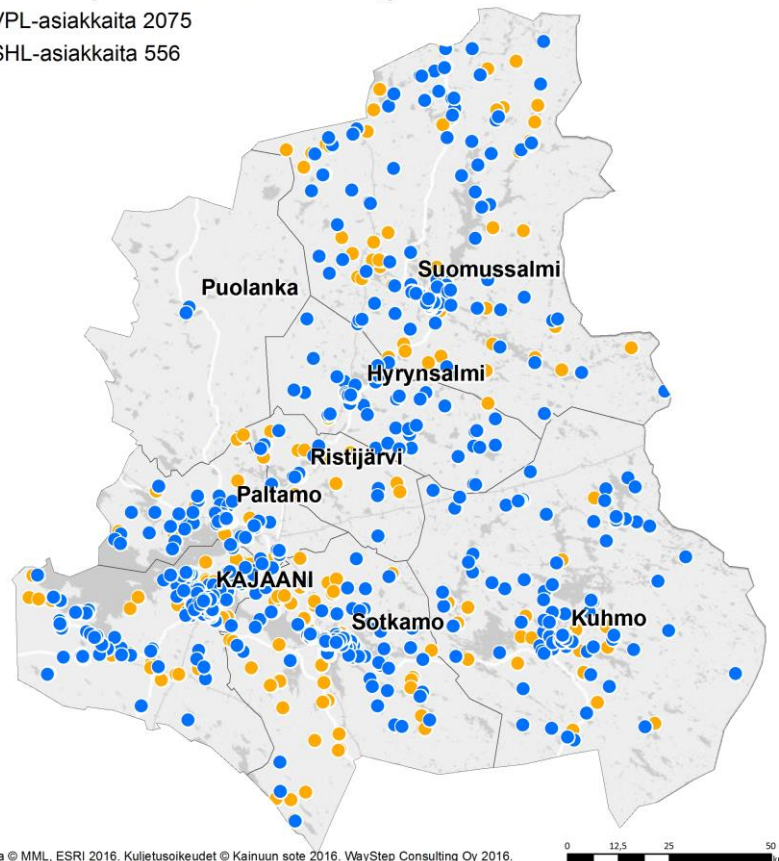 VPL-asiakkaita 2075
SHL-asiakkaita 556
Suomussalmi
Puolanka
Hyrynsalmi
Ristijärvi
Paltamo
KAJAANI
Sotkamo
Kuhmo
a © MML, ESRI 2016. Kuljetusoikeudet © Kainuun sote 2016. WayStep Consulting Oy 2016.
0 12,5 25 50